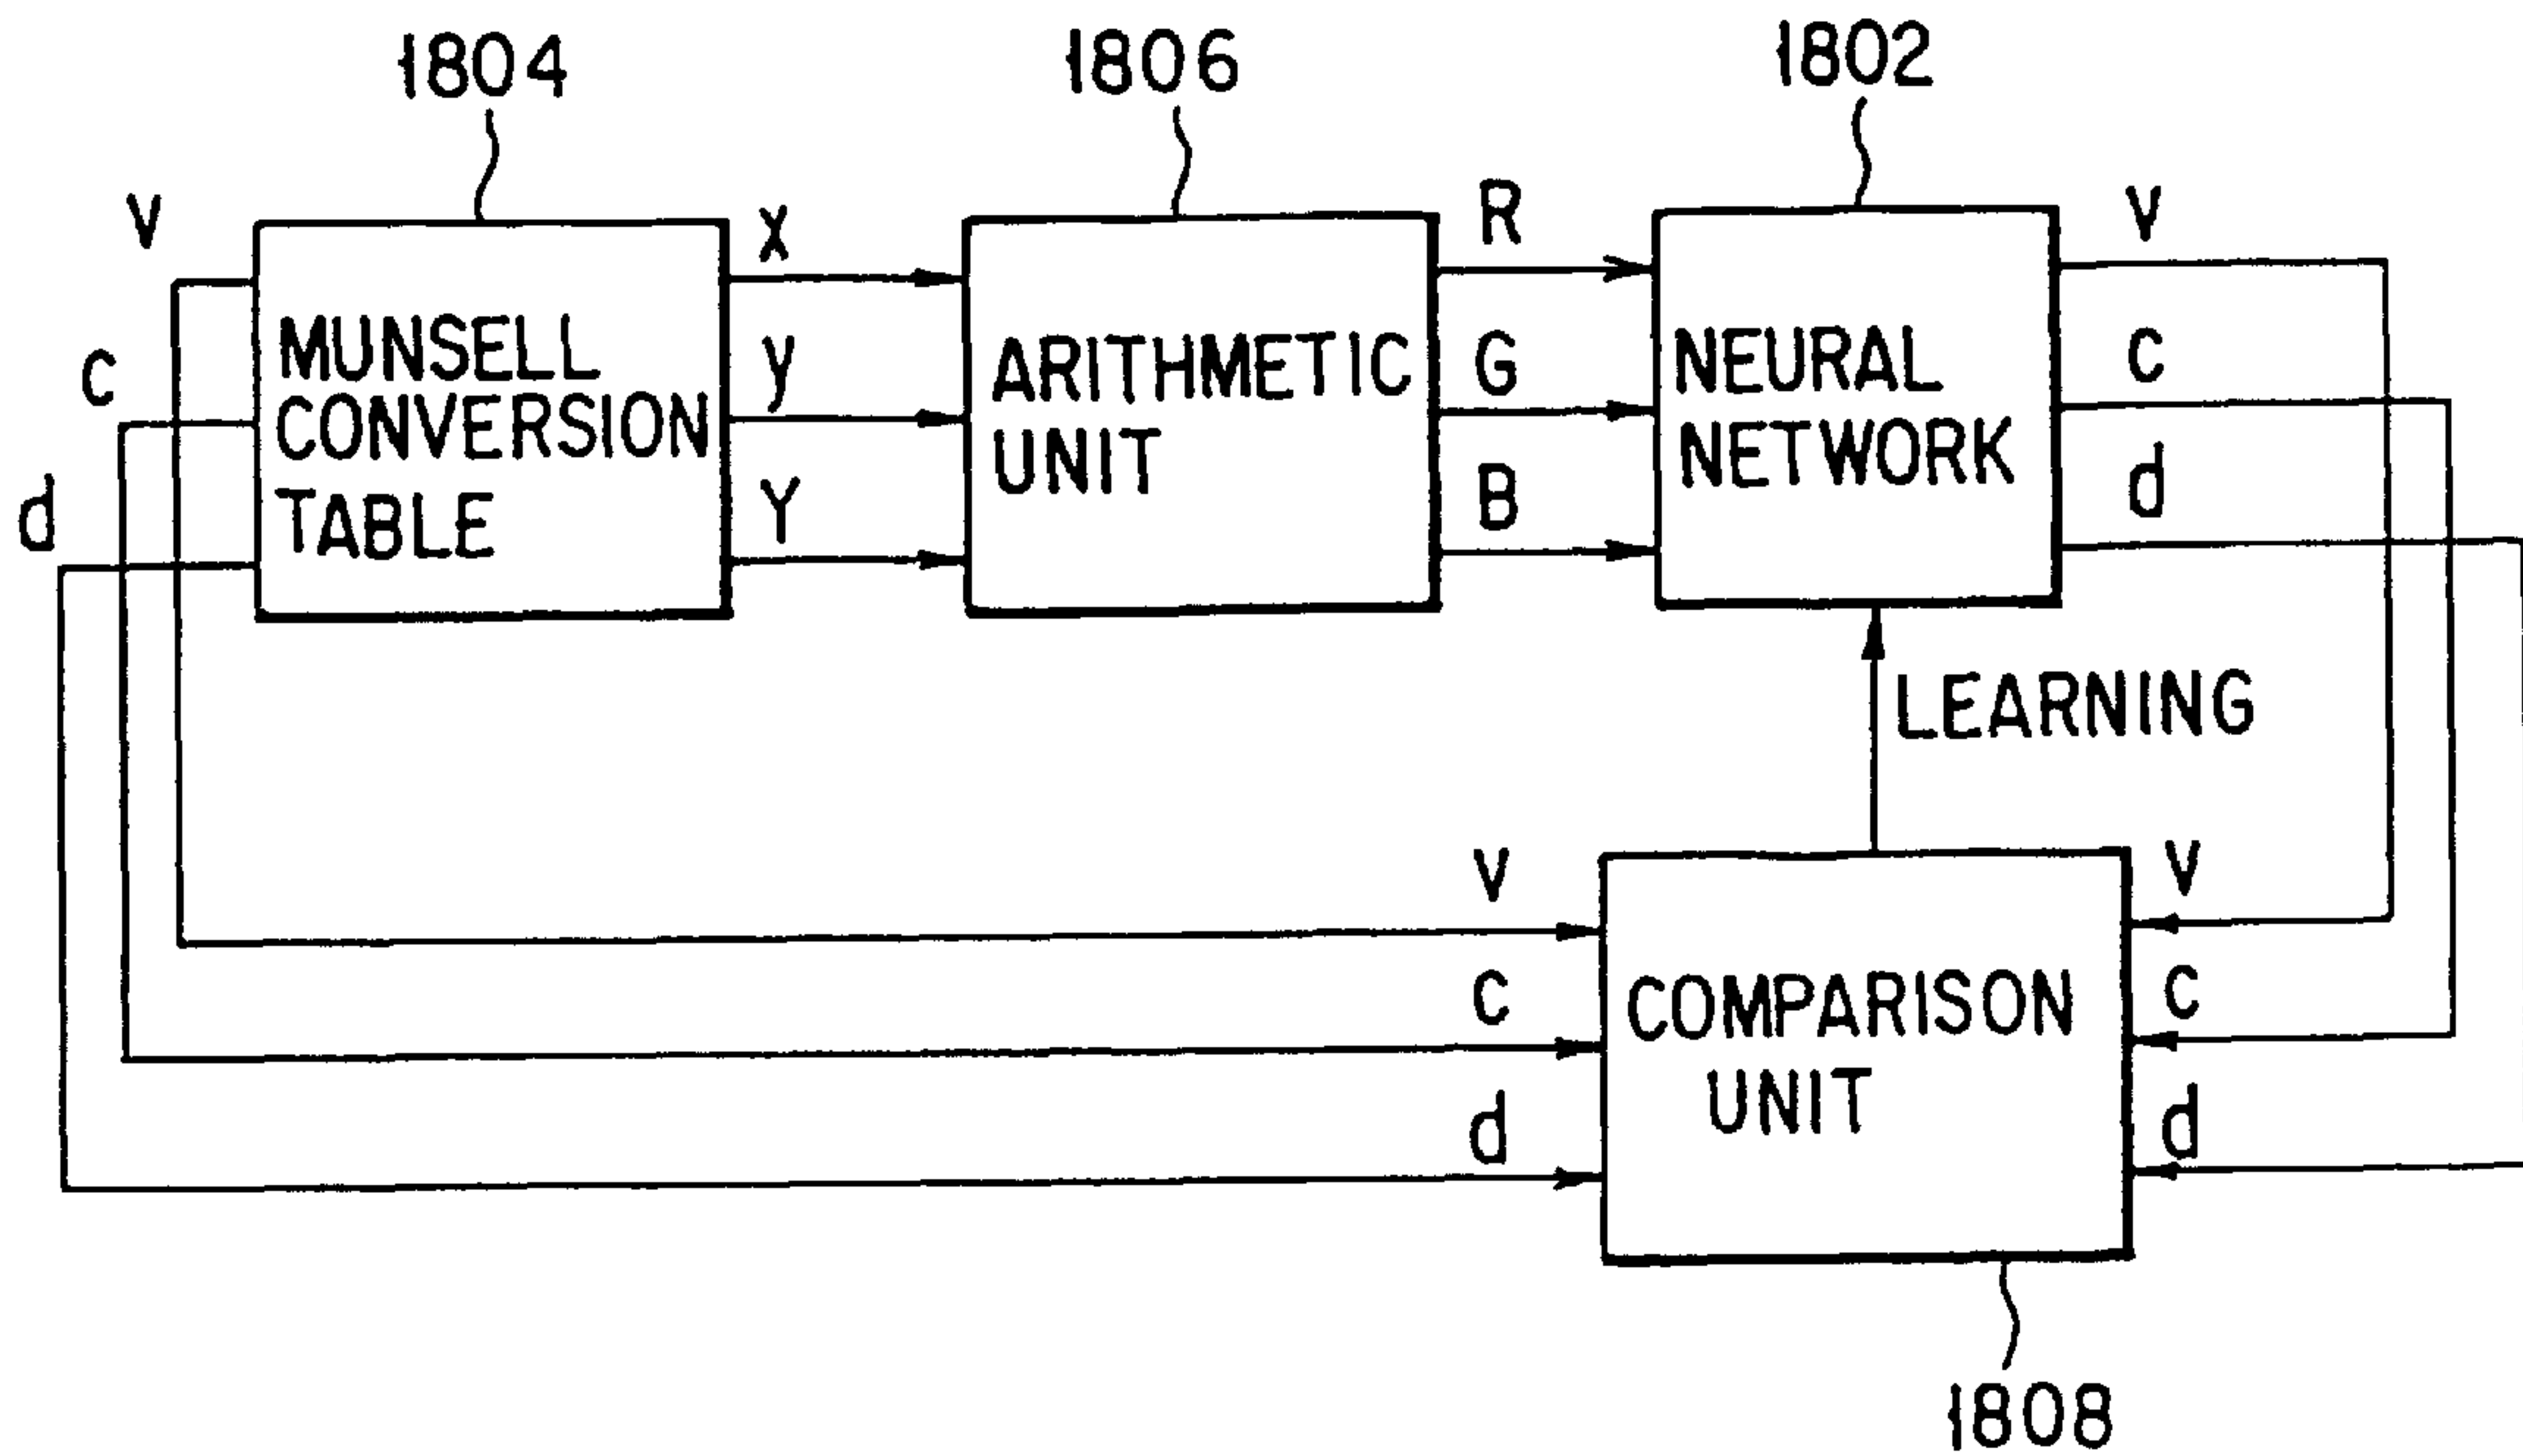 1804
1806
1802
v
x
R
v
MUNSELL
CONVERSION
TABLE
c
y
ARITHMETIC
UNIT
G
NEURAL
NETWORK
c
d
Y
B
d
LEARNING
v
v
c
COMPARISON
UNIT
c
d
d
1808